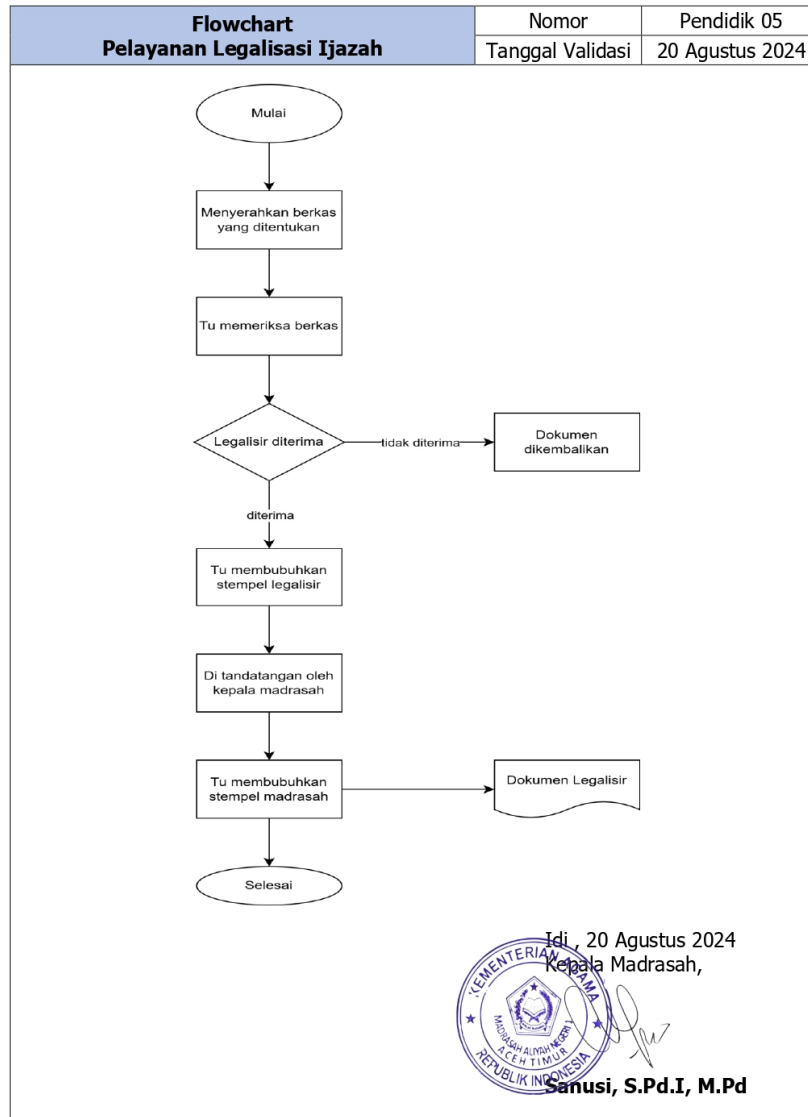 Flowchart
Pelayanan Legalisasi Ijazah
Nomor
Pendidik 05
Tanggal Validasi
20 Agustus 2024
Mulai
Menyerahkan berkas
yang ditentukan
Tu memeriksa berkas
Legalisir diterima
tidak diterima
Dokumen
dikembalikan
diterima
Tu membubuhkan
stempel legalisir
Di tandatangan oleh
kepala madrasah
Tu membubuhkan
stempel madrasah
Dokumen Legalisir
Selesai
Idi , 20 Agustus 2024
Kepala Madrasah,
KEMENTERIAN AGAMA
MADRASAH ALIYAH NEGERI 1
ACEH TIMUR
REPUBLIK INDONESIA
Sanusi, S.Pd.I, M.Pd